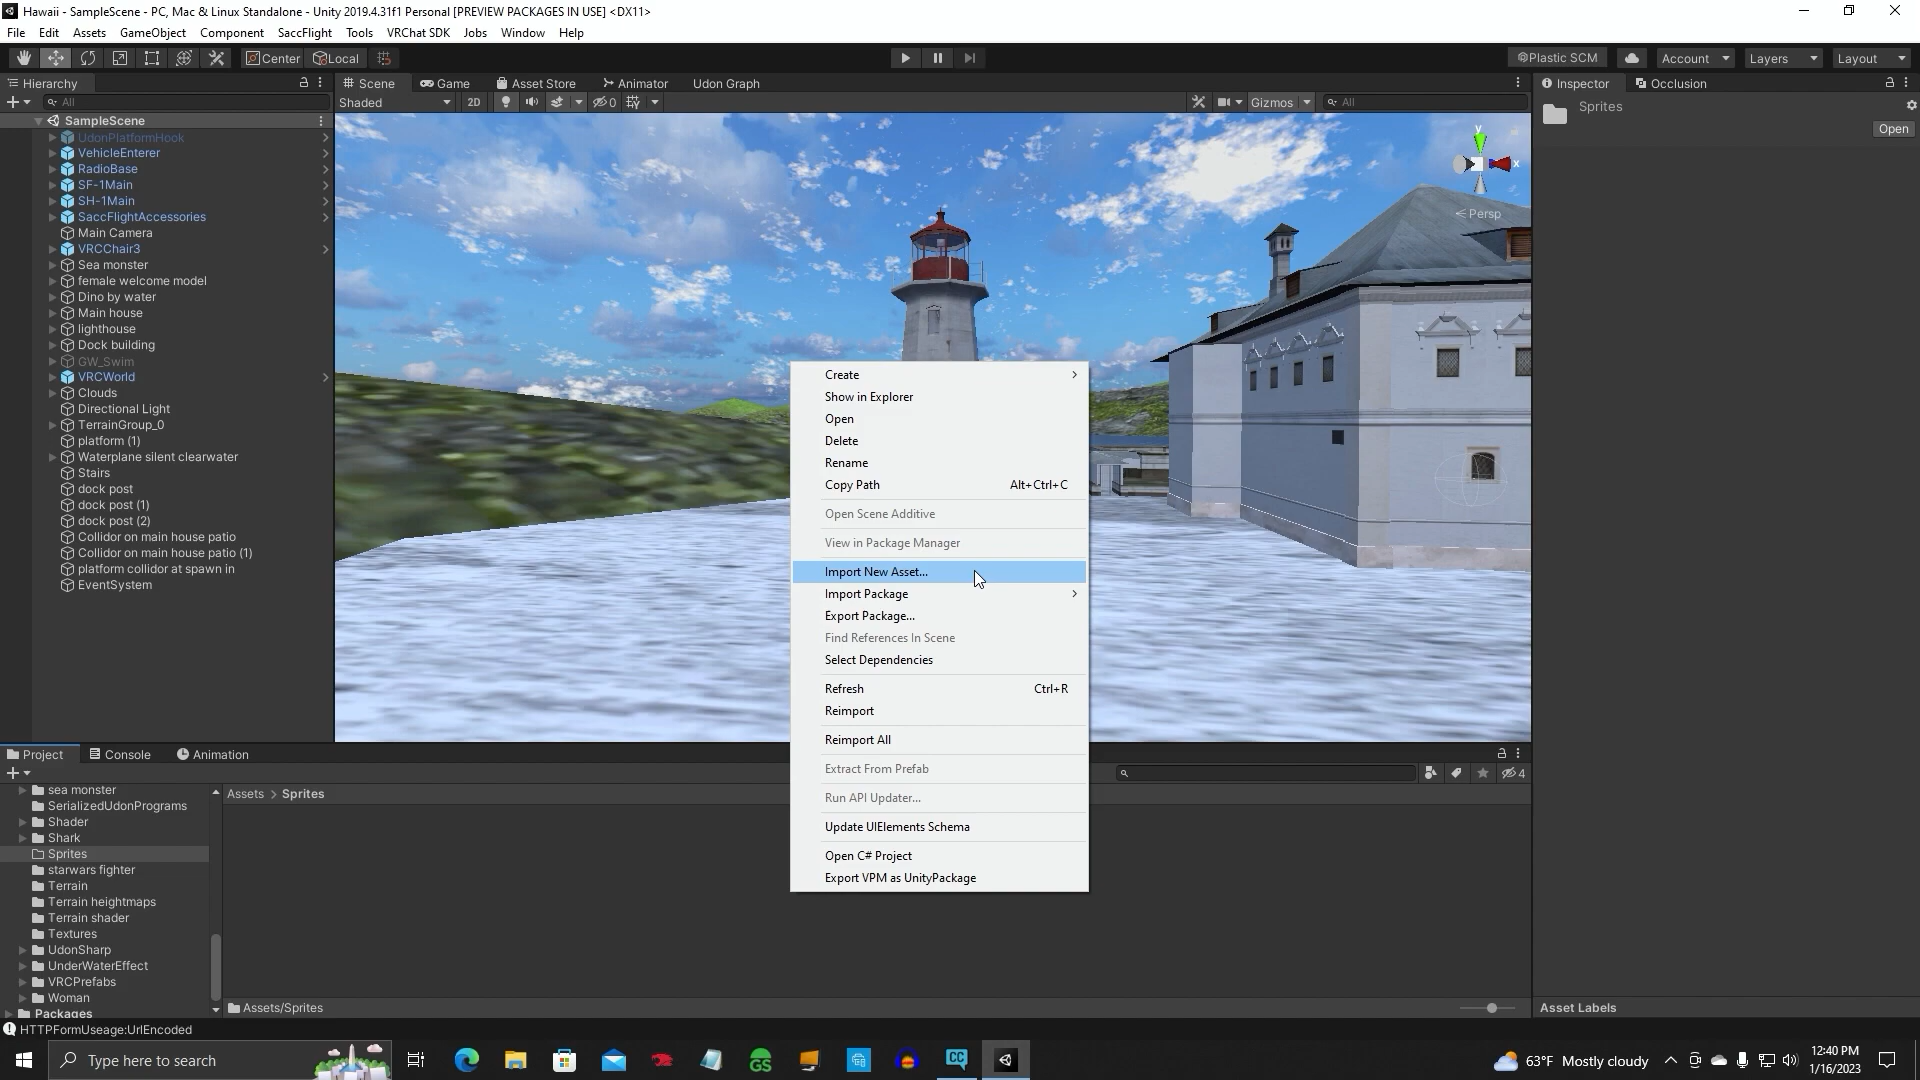 Hawaii - SampleScene - PC, Mac & Linux Standalone - Unity 2019.4.31f1 Personal [PREVIEW PACKAGES IN USE] <DX11>
File Edit Assets GameObject Component SaccFlight Tools VRChat SDK Jobs Window Help
Center Local Plastic SCM Account Layers Layout
Hierarchy
All
SampleScene
UdonPlatformHook
VehicleEnterer
RadioBase
SF-1Main
SH-1Main
SaccFlightAccessories
Main Camera
VRCChair3
Sea monster
female welcome model
Dino by water
Main house
lighthouse
Dock building
GW_Swim
VRCWorld
Clouds
Directional Light
TerrainGroup_0
platform (1)
Waterplane silent clearwater
Stairs
dock post
dock post (1)
dock post (2)
Collidor on main house patio
Collidor on main house patio (1)
platform collidor at spawn in
EventSystem
Scene Game Asset Store Animator Udon Graph
Shaded 2D 0 Gizmos All
y
x
Persp
Create
Show in Explorer
Open
Delete
Rename
Copy Path Alt+Ctrl+C
Open Scene Additive
View in Package Manager
Import New Asset...
Import Package
Export Package...
Find References In Scene
Select Dependencies
Refresh Ctrl+R
Reimport
Reimport All
Extract From Prefab
Run API Updater...
Update UIElements Schema
Open C# Project
Export VPM as UnityPackage
Inspector Occlusion
Sprites
Open
Asset Labels
Project Console Animation
4
sea monster
SerializedUdonPrograms
Shader
Shark
Sprites
starwars fighter
Terrain
Terrain heightmaps
Terrain shader
Textures
UdonSharp
UnderWaterEffect
VRCPrefabs
Woman
Packages
Assets > Sprites
Assets/Sprites
HTTPFormUseage:UrlEncoded
Type here to search
GS
CC
63°F Mostly cloudy
12:40 PM
1/16/2023